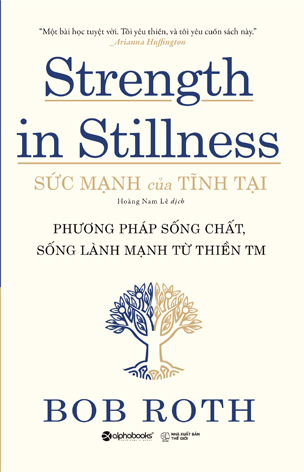 "Một bài học tuyệt vời. Tôi yêu thiền, và tôi yêu cuốn sách này."
_Arianna Huffington
Strength
in Stillness
SỨC MẠNH của TĨNH TẠI
Hoàng Nam Lê dịch
PHƯƠNG PHÁP SỐNG CHẤT,
SỐNG LÀNH MẠNH TỪ THIỀN TM
BOB ROTH
alphabooks
NHÀ XUẤT BẢN
THẾ GIỚI